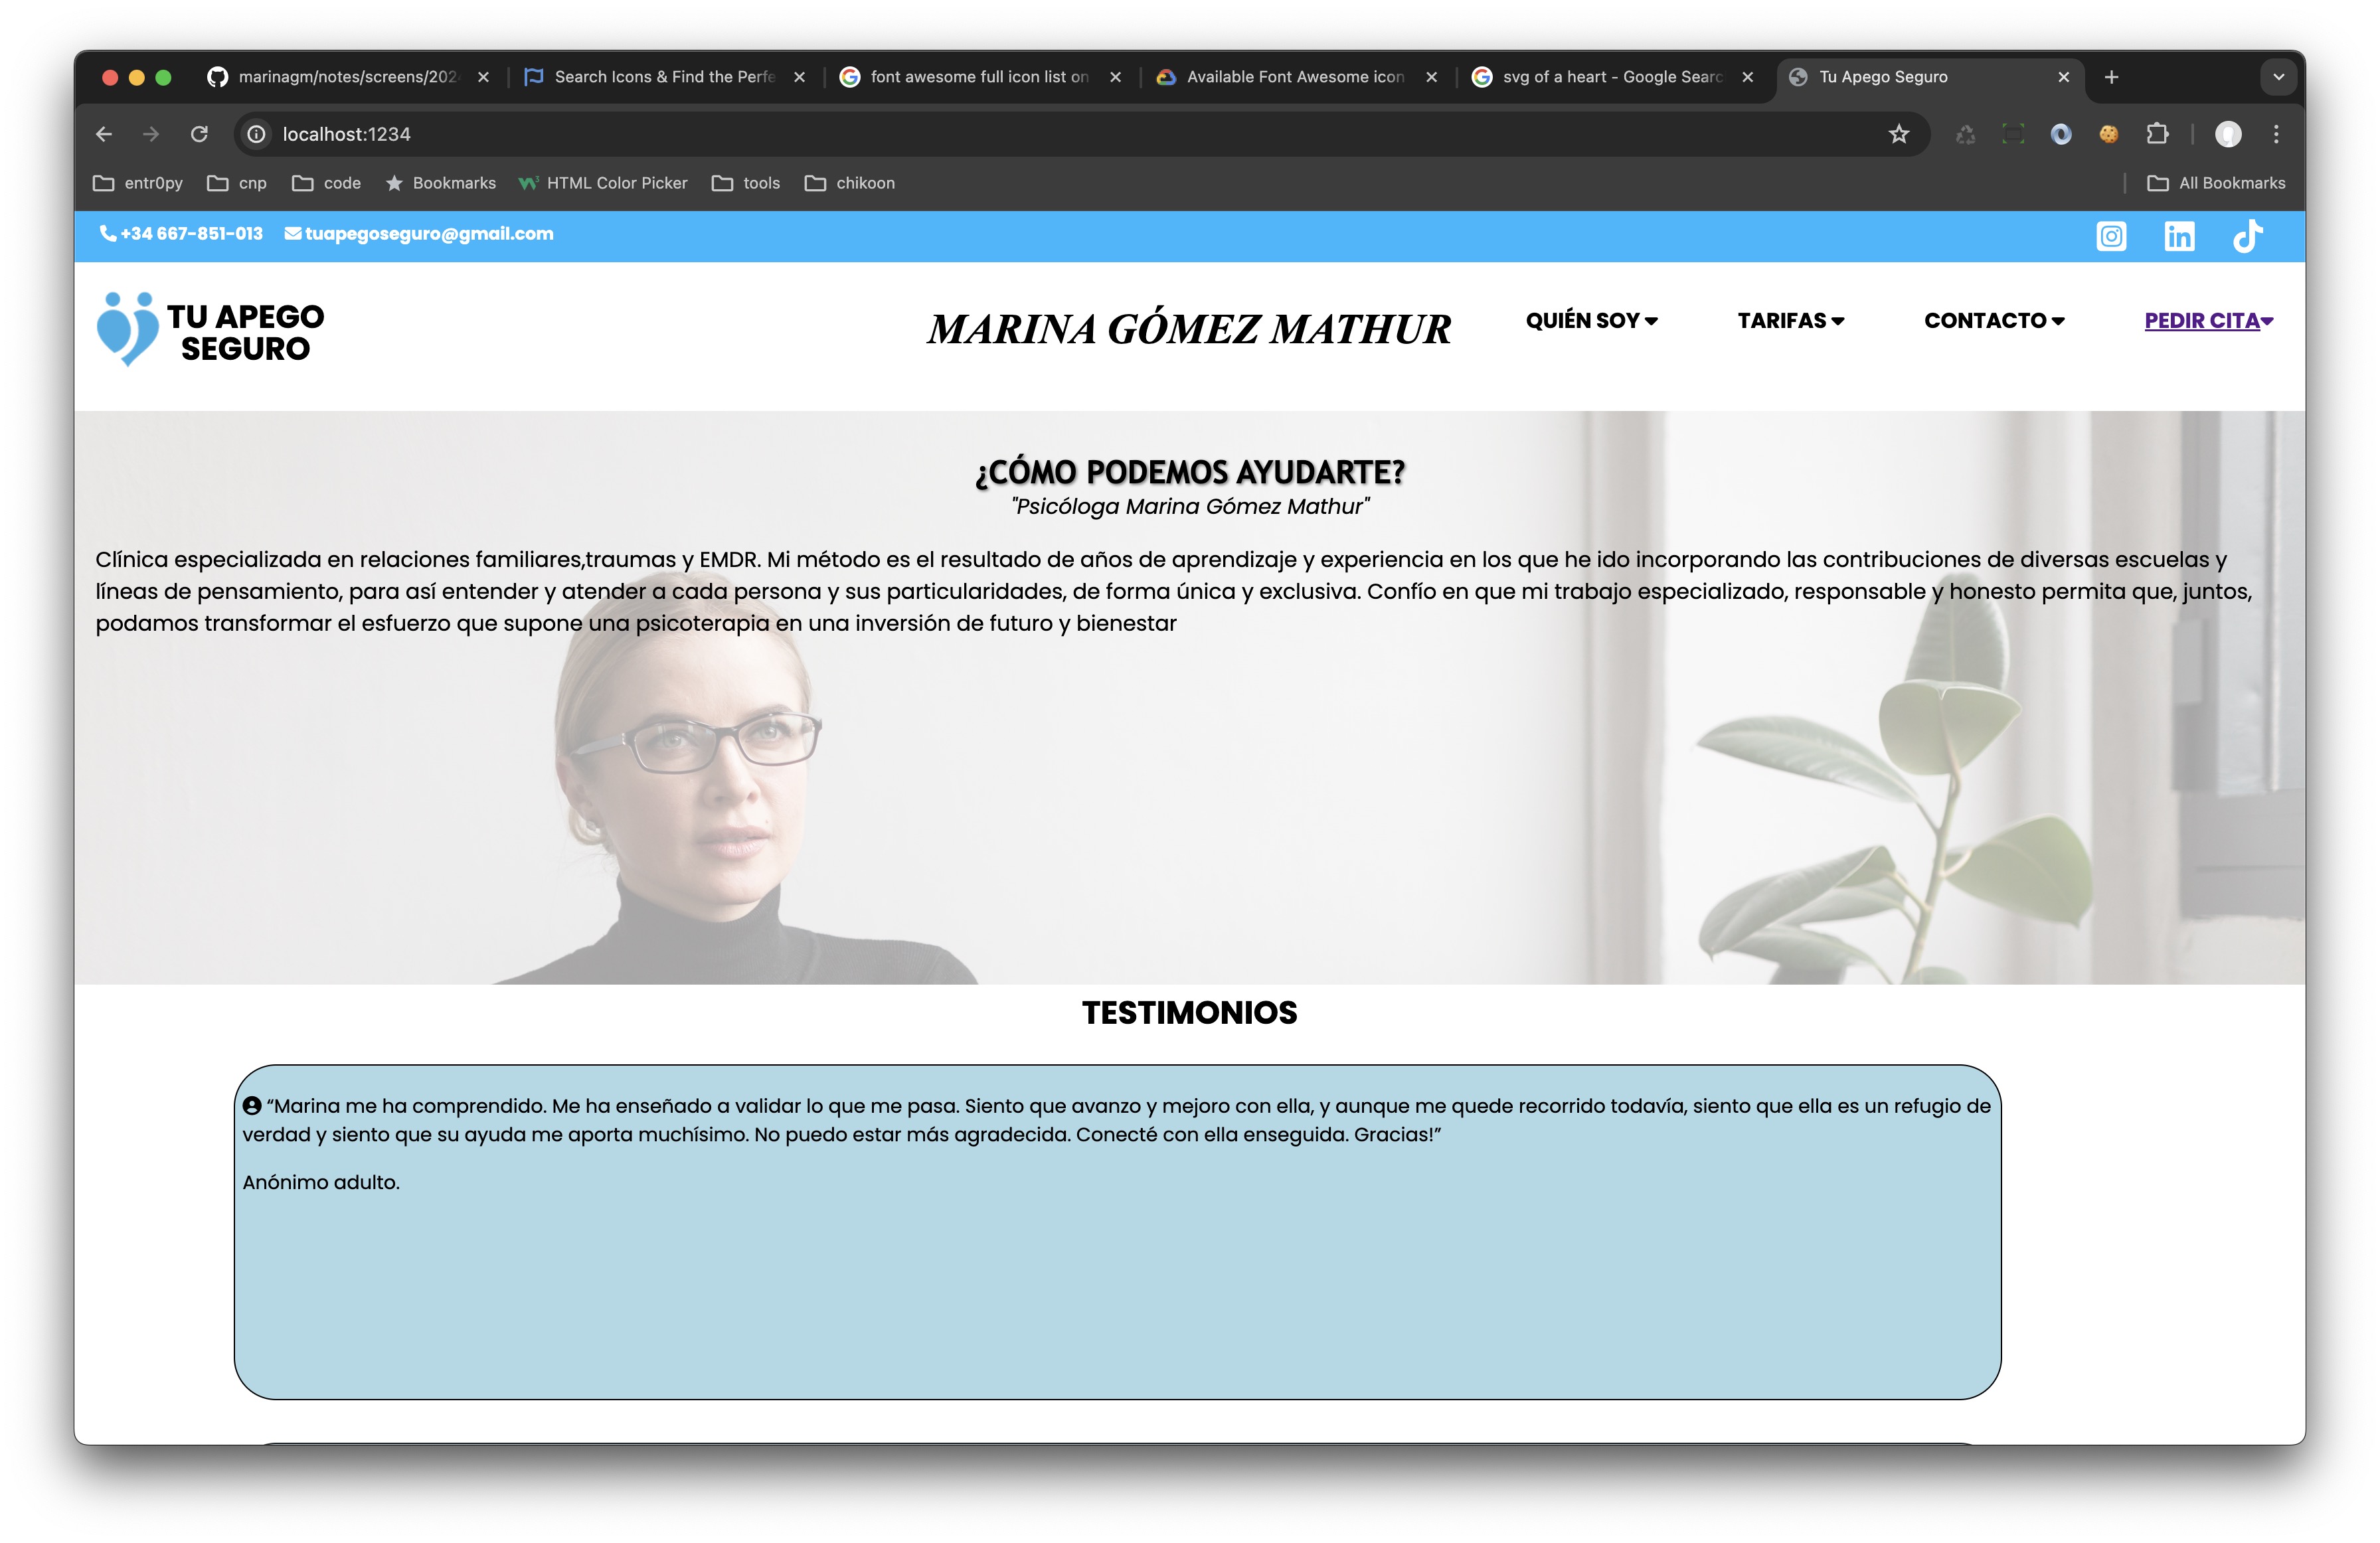 marinagm/notes/screens/202
Search Icons & Find the Perfe
font awesome full icon list on
Available Font Awesome icon
svg of a heart - Google Searc
Tu Apego Seguro
localhost:1234
entr0py
cnp
code
Bookmarks
HTML Color Picker
tools
chikoon
All Bookmarks
+34 667-851-013
tuapegoseguro@gmail.com
TU APEGO
SEGURO
MARINA GÓMEZ MATHUR
QUIÉN SOY
TARIFAS
CONTACTO
PEDIR CITA
¿CÓMO PODEMOS AYUDARTE?
"Psicóloga Marina Gómez Mathur"
Clínica especializada en relaciones familiares,traumas y EMDR. Mi método es el resultado de años de aprendizaje y experiencia en los que he ido incorporando las contribuciones de diversas escuelas y
líneas de pensamiento, para así entender y atender a cada persona y sus particularidades, de forma única y exclusiva. Confío en que mi trabajo especializado, responsable y honesto permita que, juntos,
podamos transformar el esfuerzo que supone una psicoterapia en una inversión de futuro y bienestar
TESTIMONIOS
“Marina me ha comprendido. Me ha enseñado a validar lo que me pasa. Siento que avanzo y mejoro con ella, y aunque me quede recorrido todavía, siento que ella es un refugio de
verdad y siento que su ayuda me aporta muchísimo. No puedo estar más agradecida. Conecté con ella enseguida. Gracias!”
Anónimo adulto.